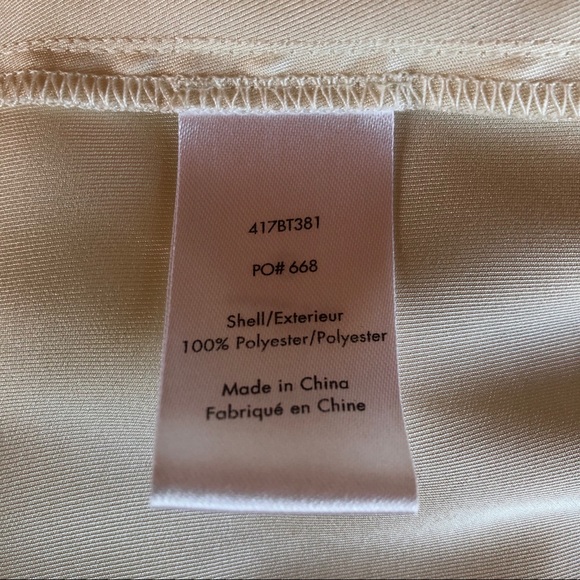 417BT381
PO# 668
Shell/Exterieur
100% Polyester/Polyester
Made in China
Fabriqué en Chine